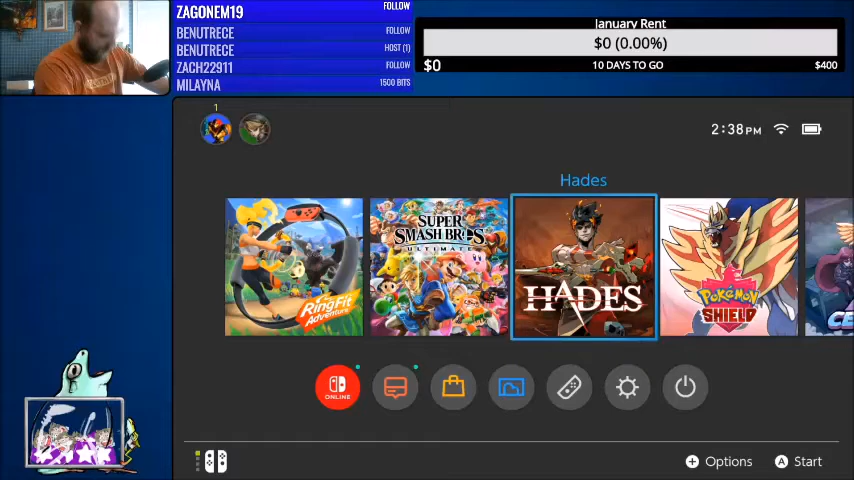 ZAGONEM19 FOLLOW
BENUTRECE FOLLOW
BENUTRECE HOST (1)
ZACH22911 FOLLOW
MILAYNA 1500 BITS
January Rent
$0 (0.00%)
$0 10 DAYS TO GO $400
1
2:38PM
Hades
Ring Fit
Adventure
SUPER
SMASH BROS.
ULTIMATE
HADES
Pokémon
SHIELD
CE
ONLINE
Options
Start